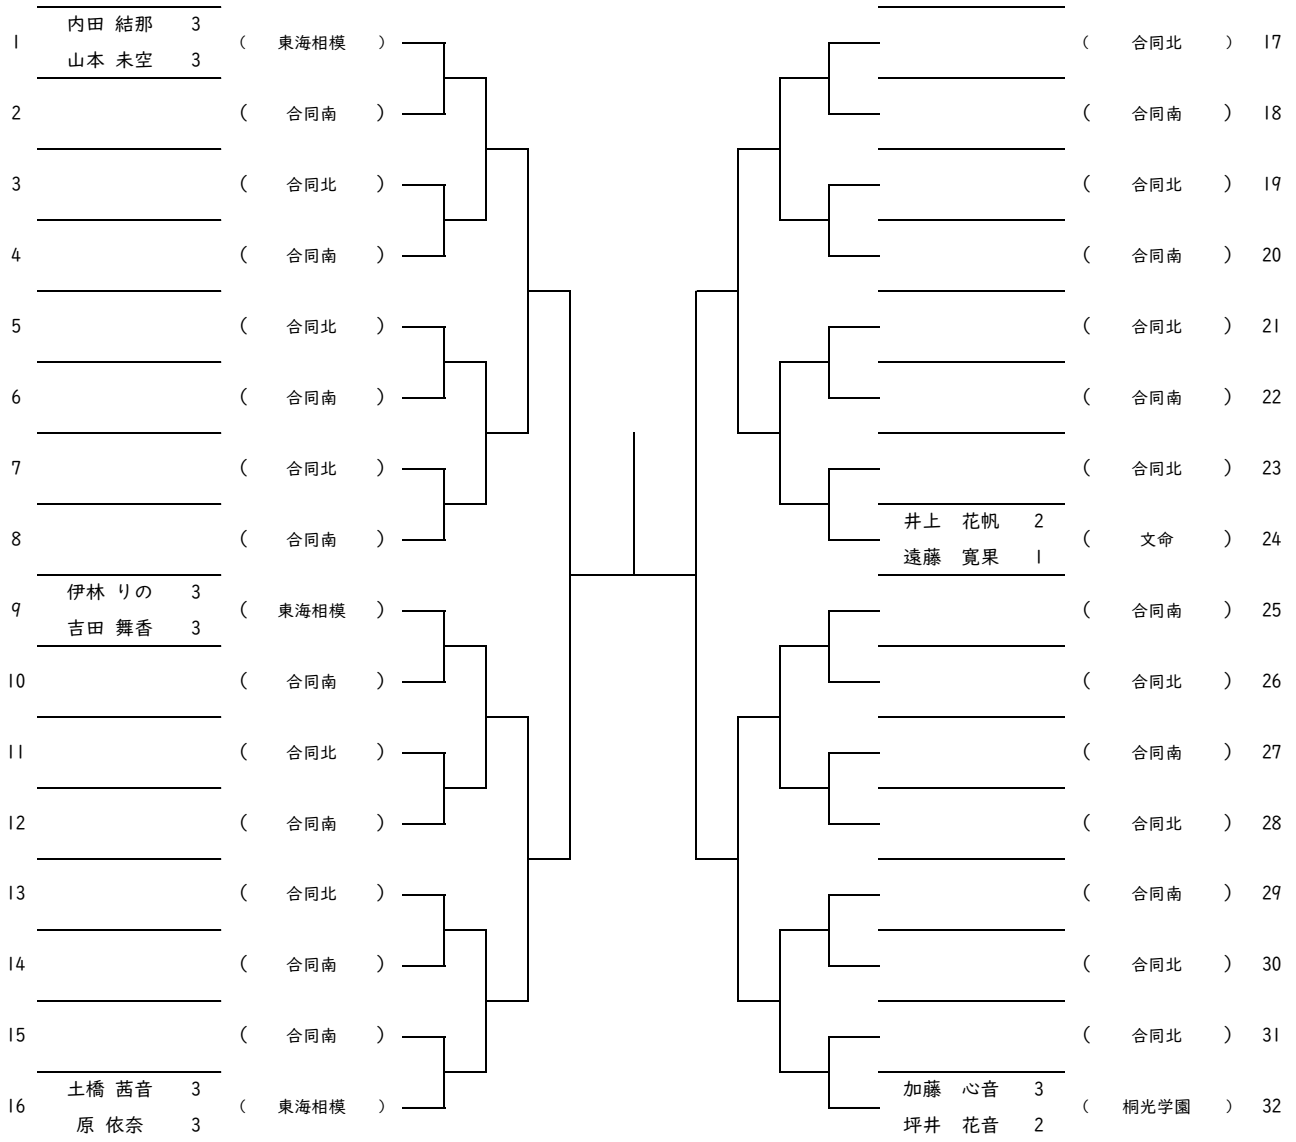 1 内田 結那 3 ( 東海相模 )
山本 未空 3
2 ( 合同南 )
3 ( 合同北 )
4 ( 合同南 )
5 ( 合同北 )
6 ( 合同南 )
7 ( 合同北 )
8 ( 合同南 )
9 伊林 りの 3 ( 東海相模 )
吉田 舞香 3
10 ( 合同南 )
11 ( 合同北 )
12 ( 合同南 )
13 ( 合同北 )
14 ( 合同南 )
15 ( 合同南 )
16 土橋 茜音 3 ( 東海相模 )
原 依奈 3
( 合同北 ) 17
( 合同南 ) 18
( 合同北 ) 19
( 合同南 ) 20
( 合同北 ) 21
( 合同南 ) 22
( 合同北 ) 23
井上 花帆 2 ( 文命 ) 24
遠藤 寛果 1
( 合同南 ) 25
( 合同北 ) 26
( 合同南 ) 27
( 合同北 ) 28
( 合同南 ) 29
( 合同北 ) 30
( 合同北 ) 31
加藤 心音 3 ( 桐光学園 ) 32
坪井 花音 2